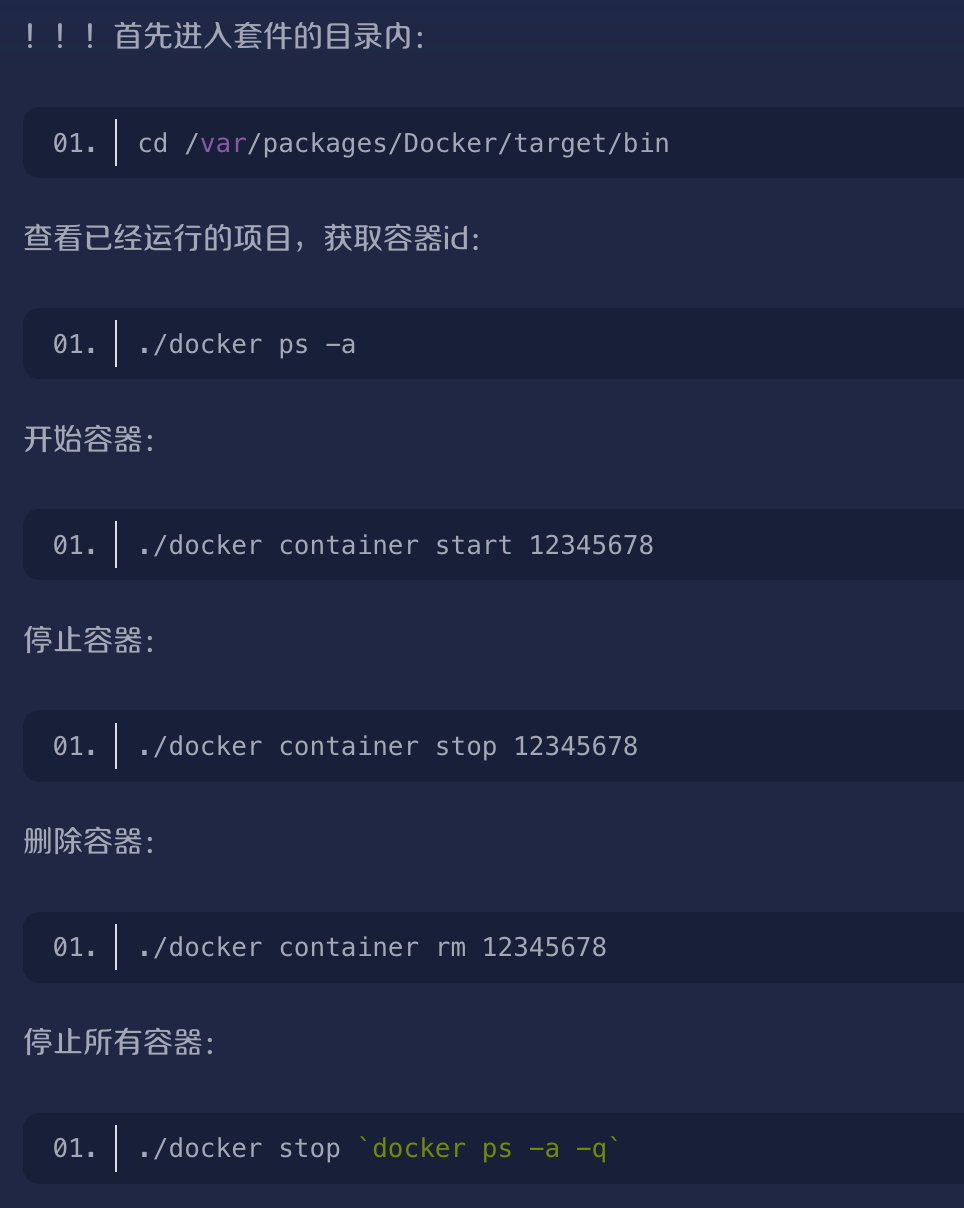 ！！！首先进入套件的目录内：
01. cd /var/packages/Docker/target/bin
查看已经运行的项目，获取容器id：
01. ./docker ps -a
开始容器：
01. ./docker container start 12345678
停止容器：
01. ./docker container stop 12345678
删除容器：
01. ./docker container rm 12345678
停止所有容器：
01. ./docker stop `docker ps -a -q`